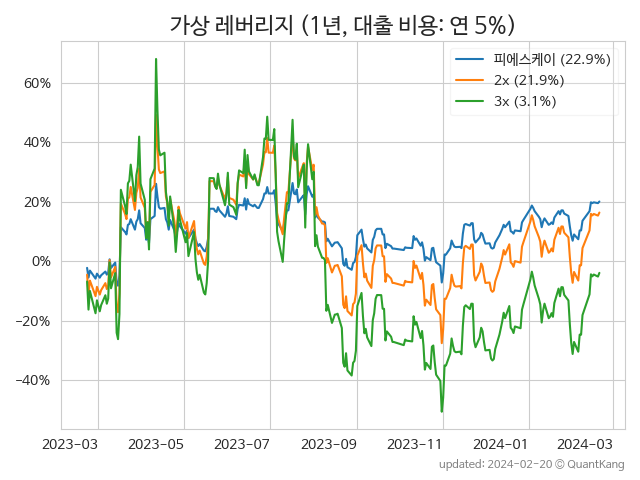 가상 레버리지 (1년, 대출 비용: 연 5%)
피에스케이 (22.9%)
2x (21.9%)
3x (3.1%)
60%
40%
20%
0%
−20%
−40%
2023-03 2023-05 2023-07 2023-09 2023-11 2024-01 2024-03
updated: 2024-02-20 © QuantKang